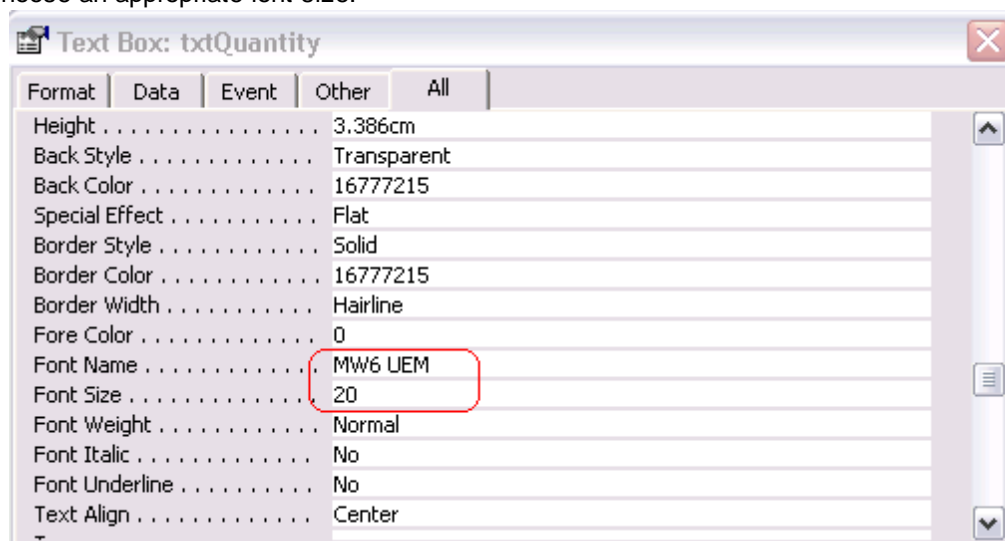 hoose an appropriate font size.
Text Box: txtQuantity
Format Data Event Other All
Height . . . . . . . . . . . . . . . . . 3.386cm
Back Style . . . . . . . . . . . . . Transparent
Back Color . . . . . . . . . . . . . 16777215
Special Effect . . . . . . . . . . . Flat
Border Style . . . . . . . . . . . . Solid
Border Color . . . . . . . . . . . . 16777215
Border Width . . . . . . . . . . . Hairline
Fore Color . . . . . . . . . . . . . 0
Font Name . . . . . . . . . . . . . MW6 UEM
Font Size . . . . . . . . . . . . . . 20
Font Weight . . . . . . . . . . . . Normal
Font Italic . . . . . . . . . . . . . No
Font Underline . . . . . . . . . . No
Text Align . . . . . . . . . . . . . Center